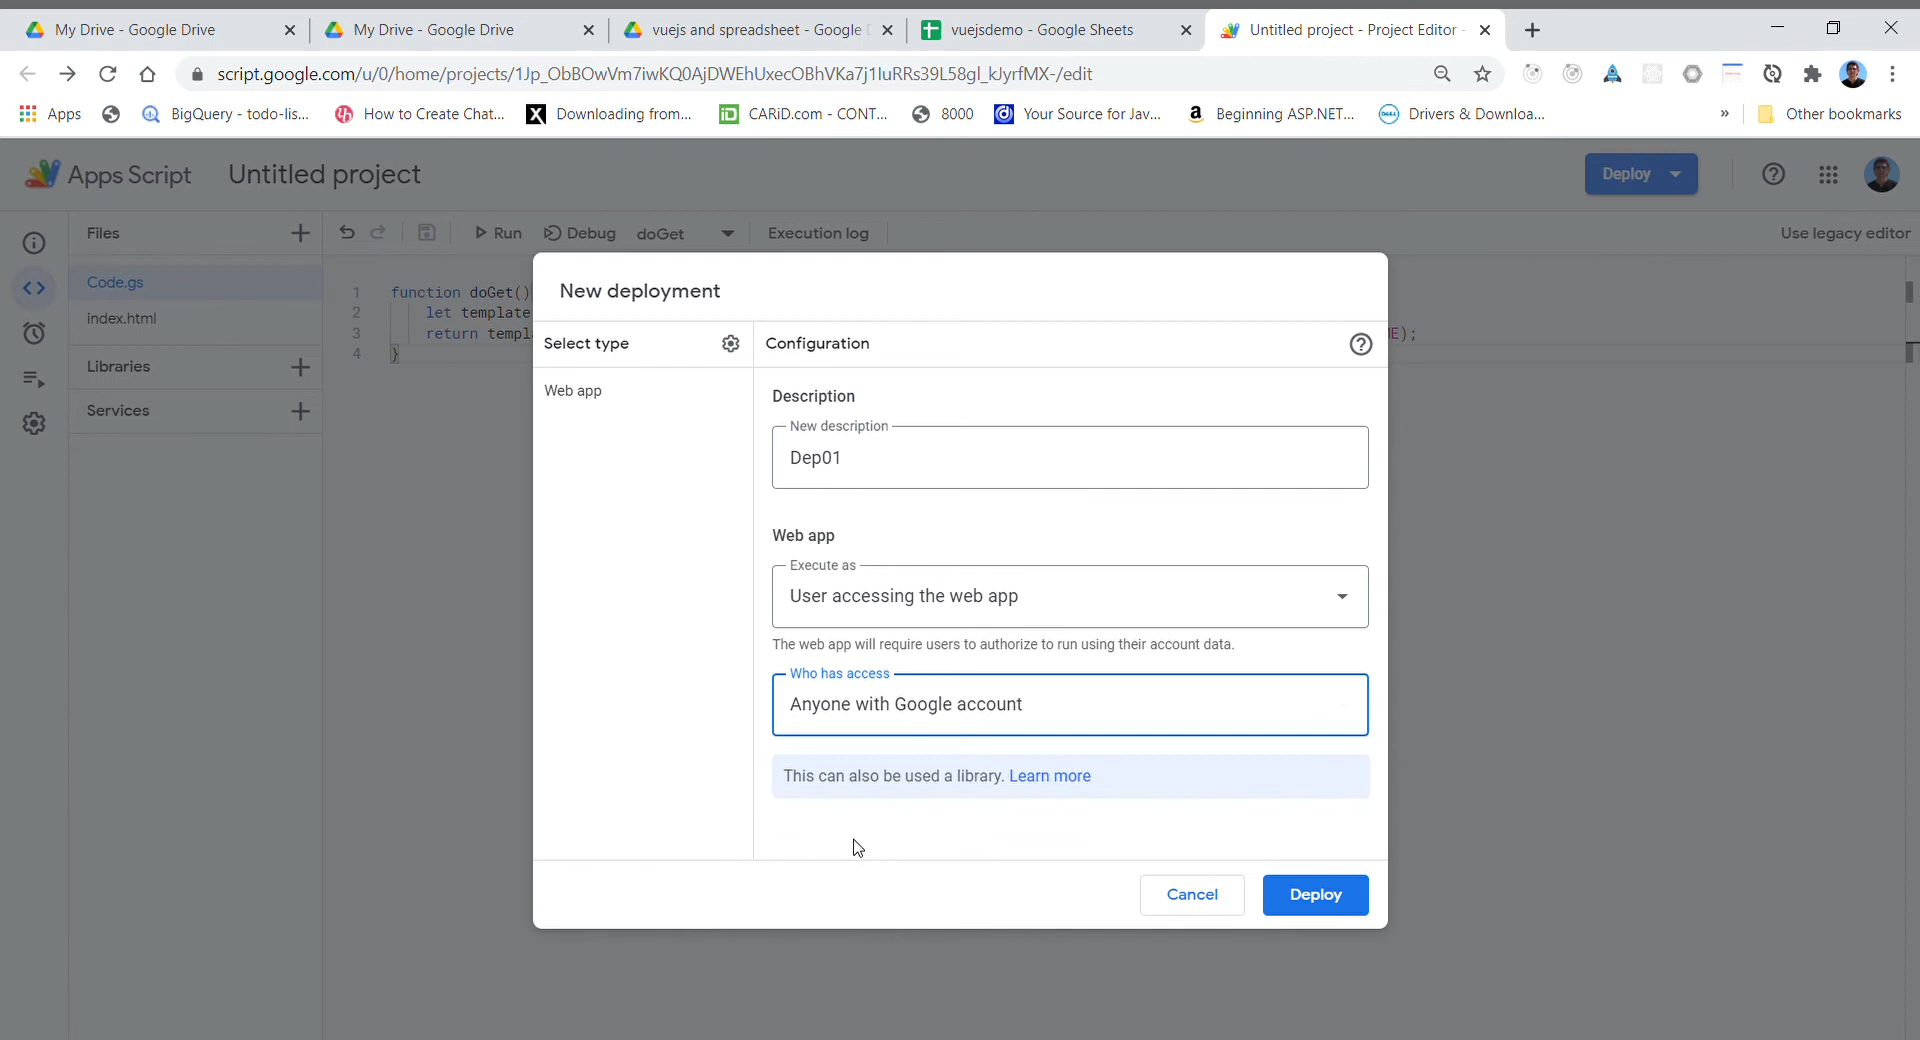 My Drive - Google Drive
My Drive - Google Drive
vuejs and spreadsheet - Google
vuejsdemo - Google Sheets
Untitled project - Project Editor -
script.google.com/u/0/home/projects/1Jp_ObBOwVm7iwKQ0AjDWEhUxecOBhVKa7j1IuRRs39L58gl_kJyrfMX-/edit
Apps
BigQuery - todo-lis...
How to Create Chat...
Downloading from...
CARiD.com - CONT...
8000
Your Source for Jav...
Beginning ASP.NET...
Drivers & Downloa...
»
Other bookmarks
Apps Script
Untitled project
Deploy
Files
Run
Debug
doGet
Execution log
Use legacy editor
Code.gs
index.html
Libraries
Services
1 function doGet()
2 let template
3 return templ
E);
4 }
New deployment
Select type
Configuration
Web app
Description
New description
Dep01
Web app
Execute as
User accessing the web app
The web app will require users to authorize to run using their account data.
Who has access
Anyone with Google account
This can also be used a library. Learn more
Cancel
Deploy